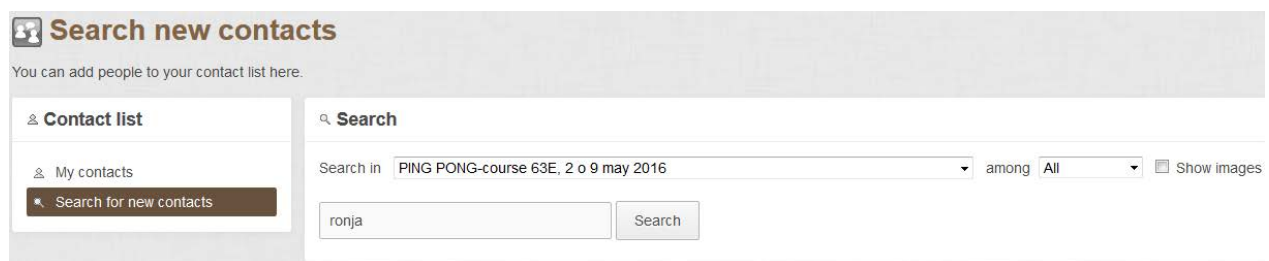 Search new contacts
You can add people to your contact list here.
Contact list
My contacts
Search for new contacts
Search
Search in PING PONG-course 63E, 2 o 9 may 2016 among All Show images
ronja Search